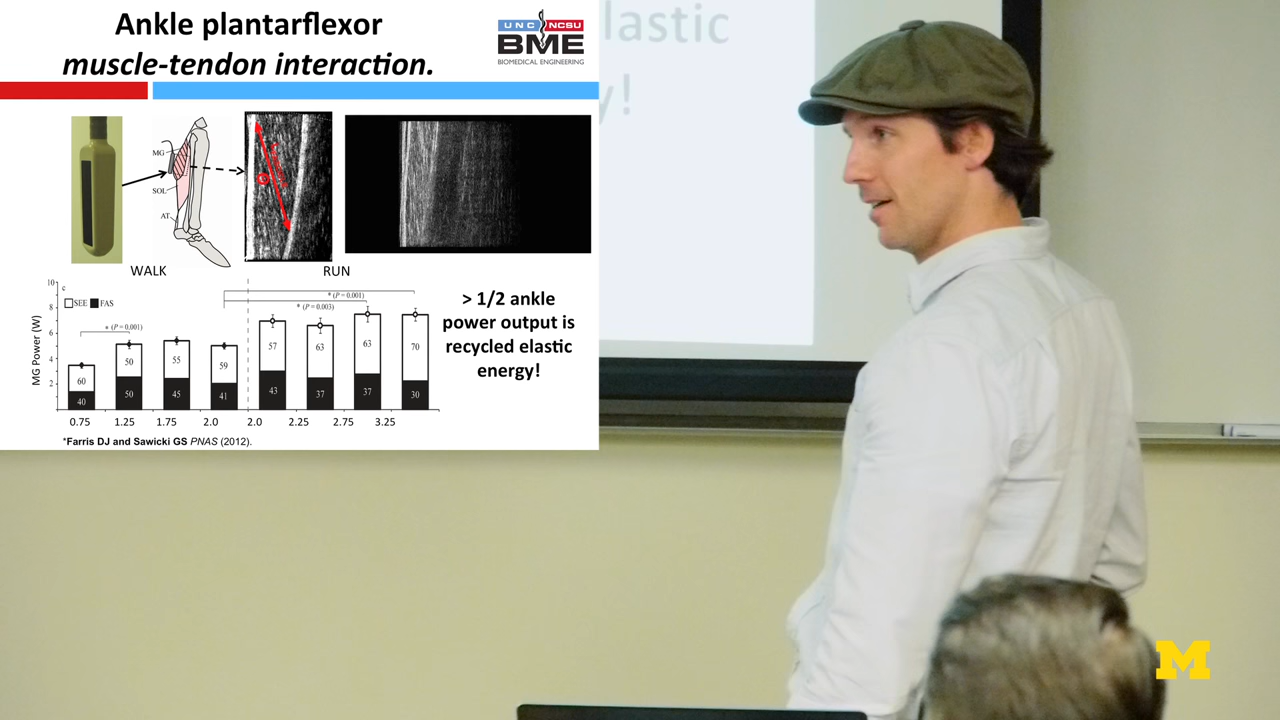 Ankle plantarflexor
muscle-tendon interaction.
UNC NCSU
BME
BIOMEDICAL ENGINEERING
lastic
y!
MG
SOL
AT
WALK RUN
10
c
SEE FAS
* (P = 0.001)
* (P = 0.003)
* (P = 0.001)
8
6
4
2
MG Power (W)
60 50 55 59 57 63 63 70
40 50 45 41 43 37 37 30
0.75 1.25 1.75 2.0 2.0 2.25 2.75 3.25
> 1/2 ankle
power output is
recycled elastic
energy!
*Farris DJ and Sawicki GS PNAS (2012).
M